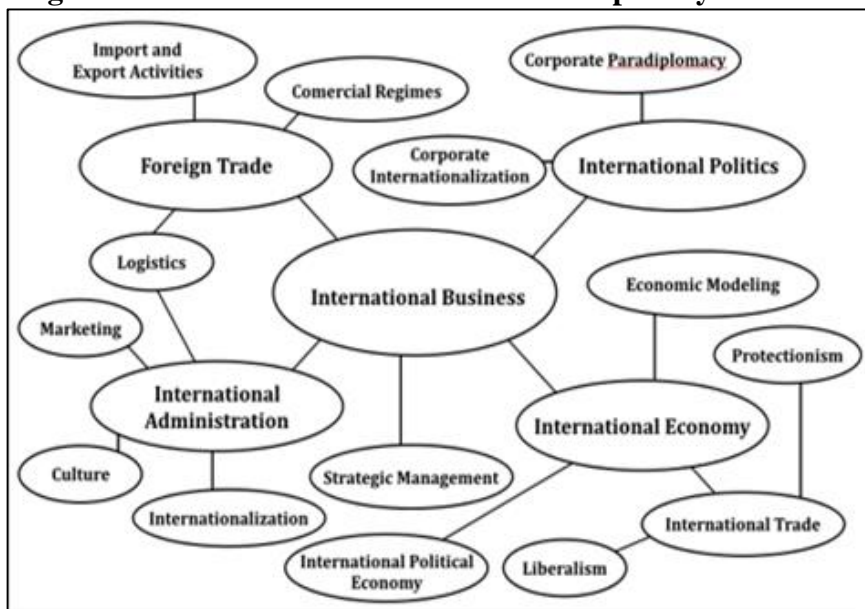 Import and
Export Activities
Comercial Regimes
Corporate Paradiplomacy
Foreign Trade
Corporate
Internationalization
International Politics
Logistics
International Business
Economic Modeling
Marketing
Protectionism
International
Administration
International Economy
Culture
Strategic Management
Internationalization
International Trade
International Political
Economy
Liberalism